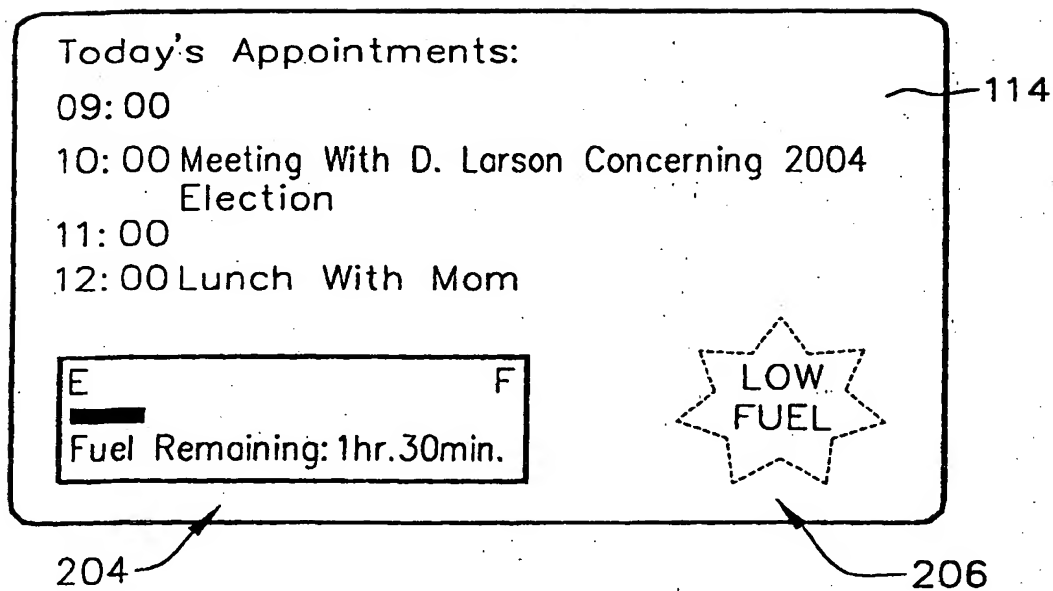 Today's Appointments:
09:00
114
10:00 Meeting With D. Larson Concerning 2004
Election
11:00
12:00 Lunch With Mom
E F
Fuel Remaining: 1hr.30min.
LOW
FUEL
204
206